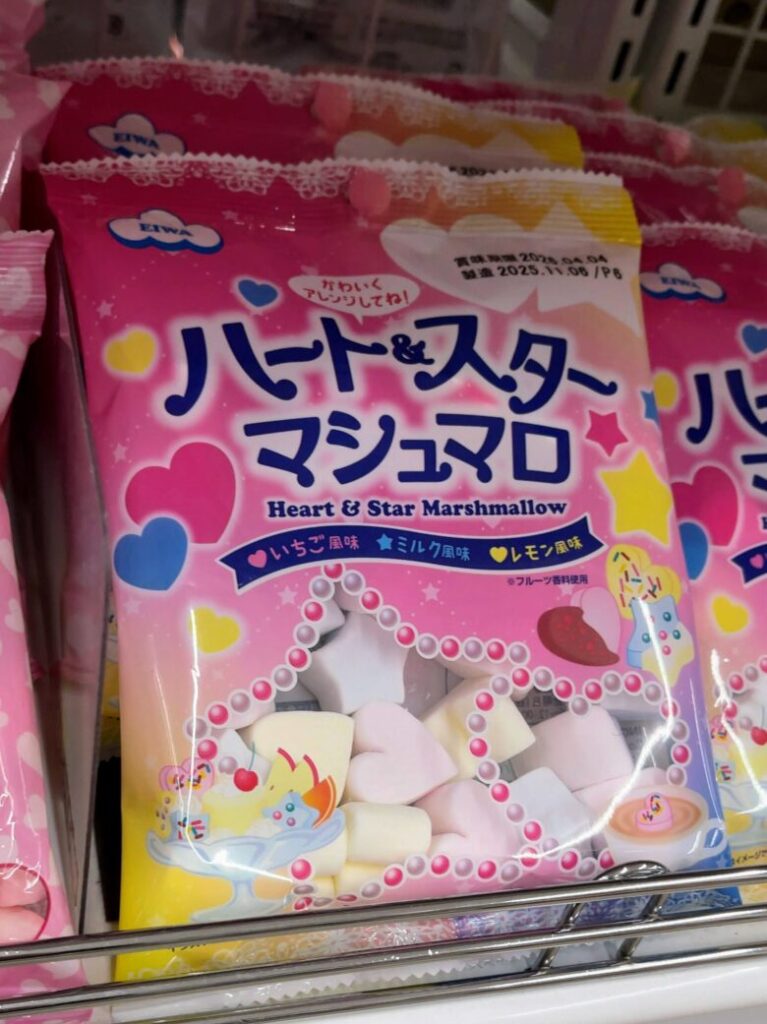 EIWA
EIWA
賞味期限 2026.04.04
製造 2025.11.06 /P6
かわいく
アレンジしてね!
ハート&スター
マシュマロ
Heart & Star Marshmallow
いちご風味 ミルク風味 レモン風味
※フルーツ香料使用
EIWA